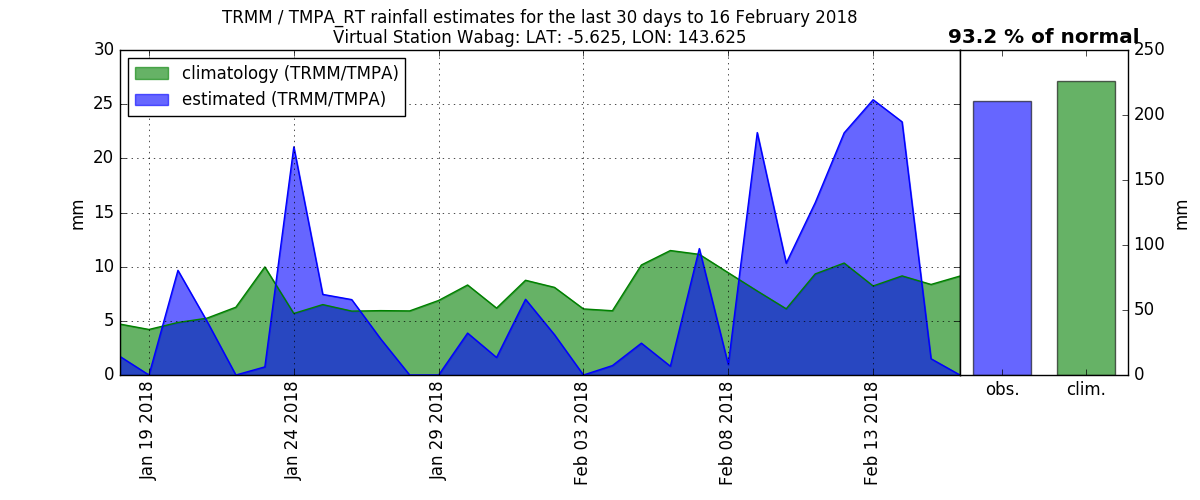 TRMM / TMPA_RT rainfall estimates for the last 30 days to 16 February 2018
Virtual Station Wabag: LAT: -5.625, LON: 143.625
93.2 % of normal
climatology (TRMM/TMPA)
estimated (TRMM/TMPA)
30
25
20
15
10
5
0
mm
Jan 19 2018
Jan 24 2018
Jan 29 2018
Feb 03 2018
Feb 08 2018
Feb 13 2018
250
200
150
100
50
0
mm
obs.
clim.